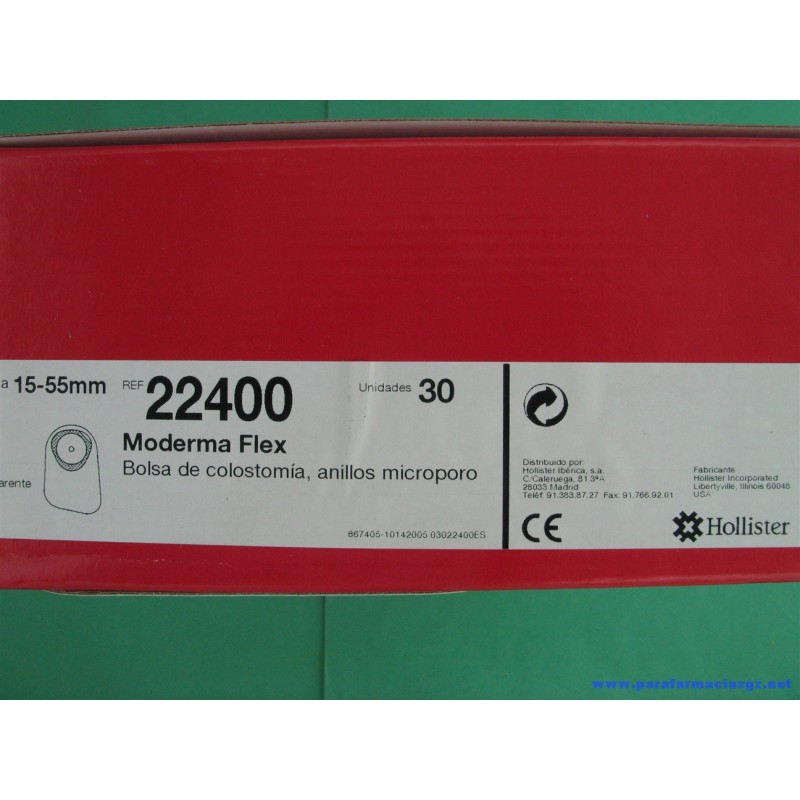 a 15-55mm REF 22400 Unidades 30
Moderma Flex
Bolsa de colostomía, anillos microporo
arente
867405-10142005 03022400ES
Distribuido por:
Hollister Ibérica, s.a.
C/Caleruega, 81 3ºA
28033 Madrid
Teléf: 91.383.87.27 Fax: 91.766.92.01
Fabricante
Hollister Incorporated
Libertyville, Illinois 60048
USA
CE
Hollister
www.parafarmaciazgz.net